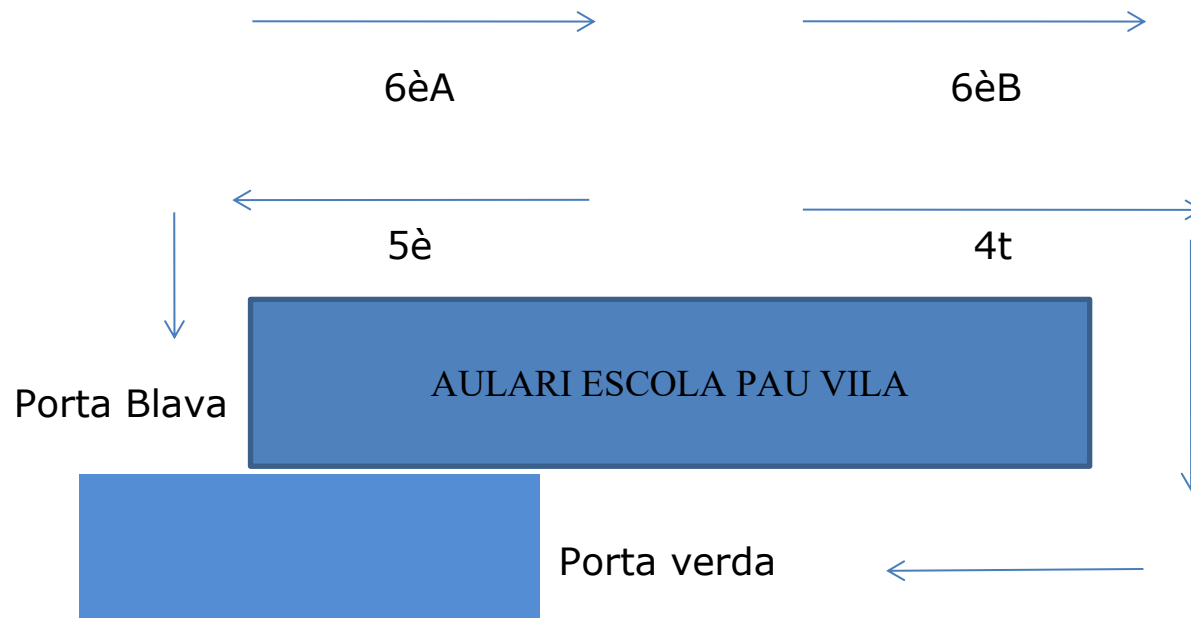 6èA
6èB
5è
4t
AULARI ESCOLA PAU VILA
Porta Blava
Porta verda